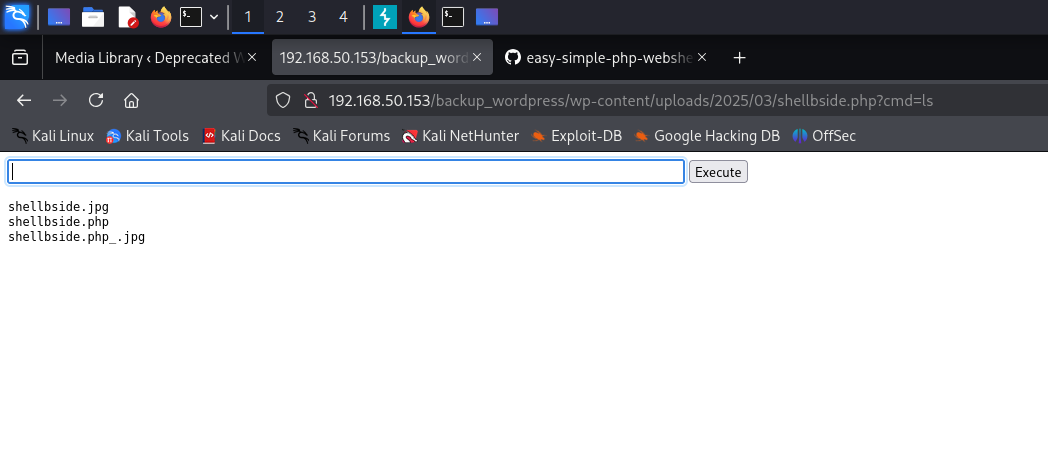 1 2 3 4
Media Library ‹ Deprecated W
192.168.50.153/backup_word
easy-simple-php-webshe
192.168.50.153/backup_wordpress/wp-content/uploads/2025/03/shellbside.php?cmd=ls
Kali Linux Kali Tools Kali Docs Kali Forums Kali NetHunter Exploit-DB Google Hacking DB OffSec
Execute
shellbside.jpg
shellbside.php
shellbside.php_.jpg